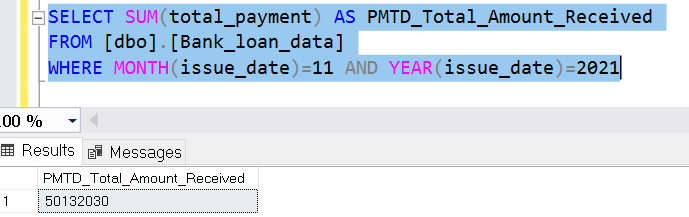 SELECT SUM(total_payment) AS PMTD_Total_Amount_Received
FROM [dbo].[Bank_loan_data]
WHERE MONTH(issue_date)=11 AND YEAR(issue_date)=2021
00 %
Results Messages
PMTD_Total_Amount_Received
1 50132030